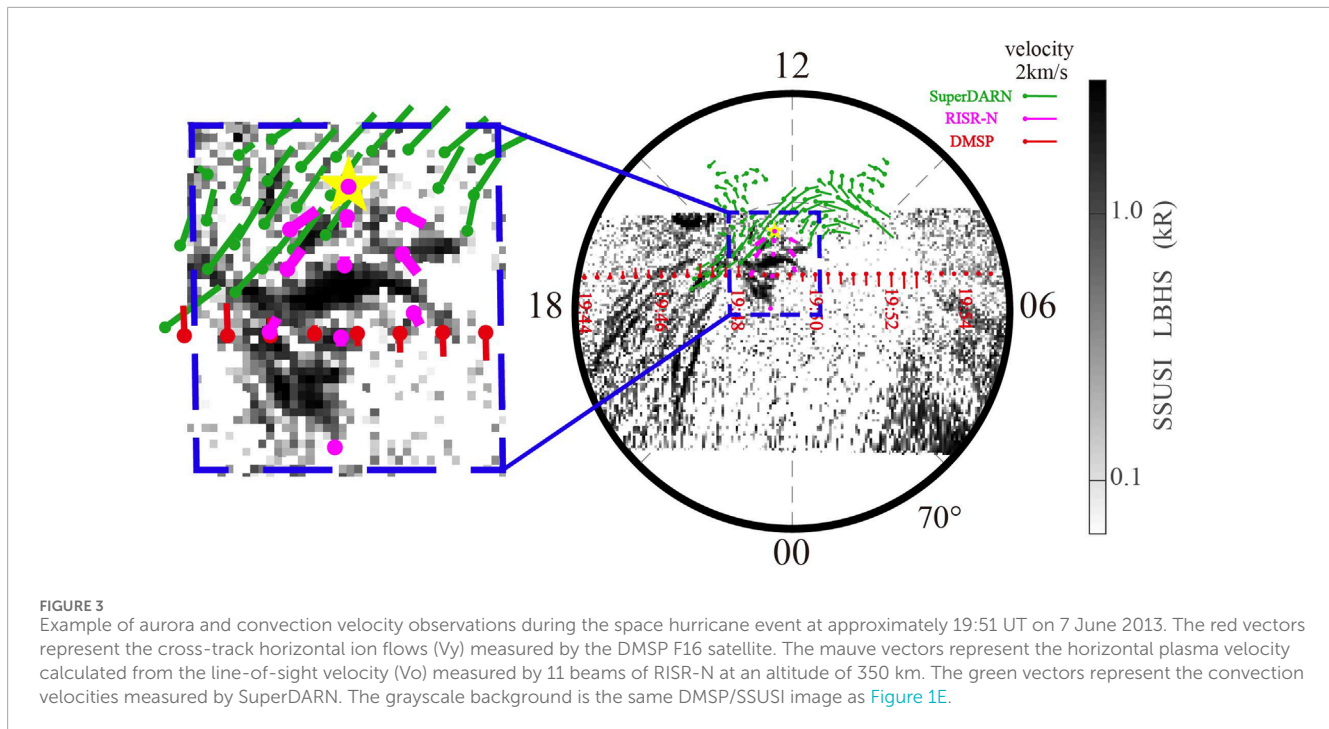 velocity
2km/s
SuperDARN
RISR-N
DMSP
12
18
06
00
70°
19:44
19:46
19:48
19:50
19:52
19:54
1.0
0.1
SSUSI LBHS (kR)
FIGURE 3
Example of aurora and convection velocity observations during the space hurricane event at approximately 19:51 UT on 7 June 2013. The red vectors
represent the cross-track horizontal ion flows (Vy) measured by the DMSP F16 satellite. The mauve vectors represent the horizontal plasma velocity
calculated from the line-of-sight velocity (Vo) measured by 11 beams of RISR-N at an altitude of 350 km. The green vectors represent the convection
velocities measured by SuperDARN. The grayscale background is the same DMSP/SSUSI image as Figure 1E.